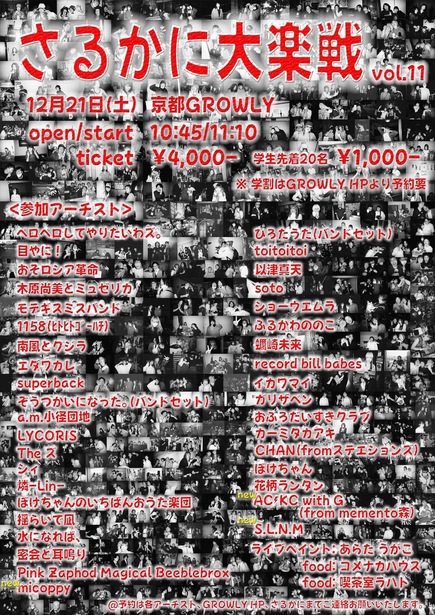 さるかに大楽戦 vol.11
12月21日(土) 京都GROWLY
open/start 10:45/11:10
ticket ¥4,000- 学生先着20名 ¥1,000-
※ 学割はGROWLY HPより予約要
<参加アーチスト>
ペロペロしてやりたいわズ。
目やに!
おそロシア革命
木原尚美とミュゼリカ
モテキスミスバンド
1158(ﾋﾄﾋﾄｺﾞｰﾙﾁ)
南風とクジラ
エダワカレ
superback
ぞうつかいになった。(バンドセット)
a.m.小径団地
LYCORIS
The ズ
シィ
燐-Lin-
ほけちゃんのいちばんおうた楽団
揺らいで凪
水になれば、
密会と耳鳴り
Pink Zaphod Magical Beeblebrox
new micoppy
ひろたうた(バンドセット)
toitoitoi
以津真天
soto
ショーウエムラ
ふるかわののこ
蠣崎未来
record bill babes
イカワマイ
ガリザベン
おふろだいすきクラブ
カーミタカアキ
CHAN(fromステエションズ)
ほけちゃん
花柄ランタン
new AC・KC with G
(from memento森)
new S.L.N.M
ライブペイント: あらた うがこ
food: コメナカハウス
food: 喫茶室ラハト
@予約は各アーチスト、GROWLY HP、さるかにまでご連絡お願いいたします。